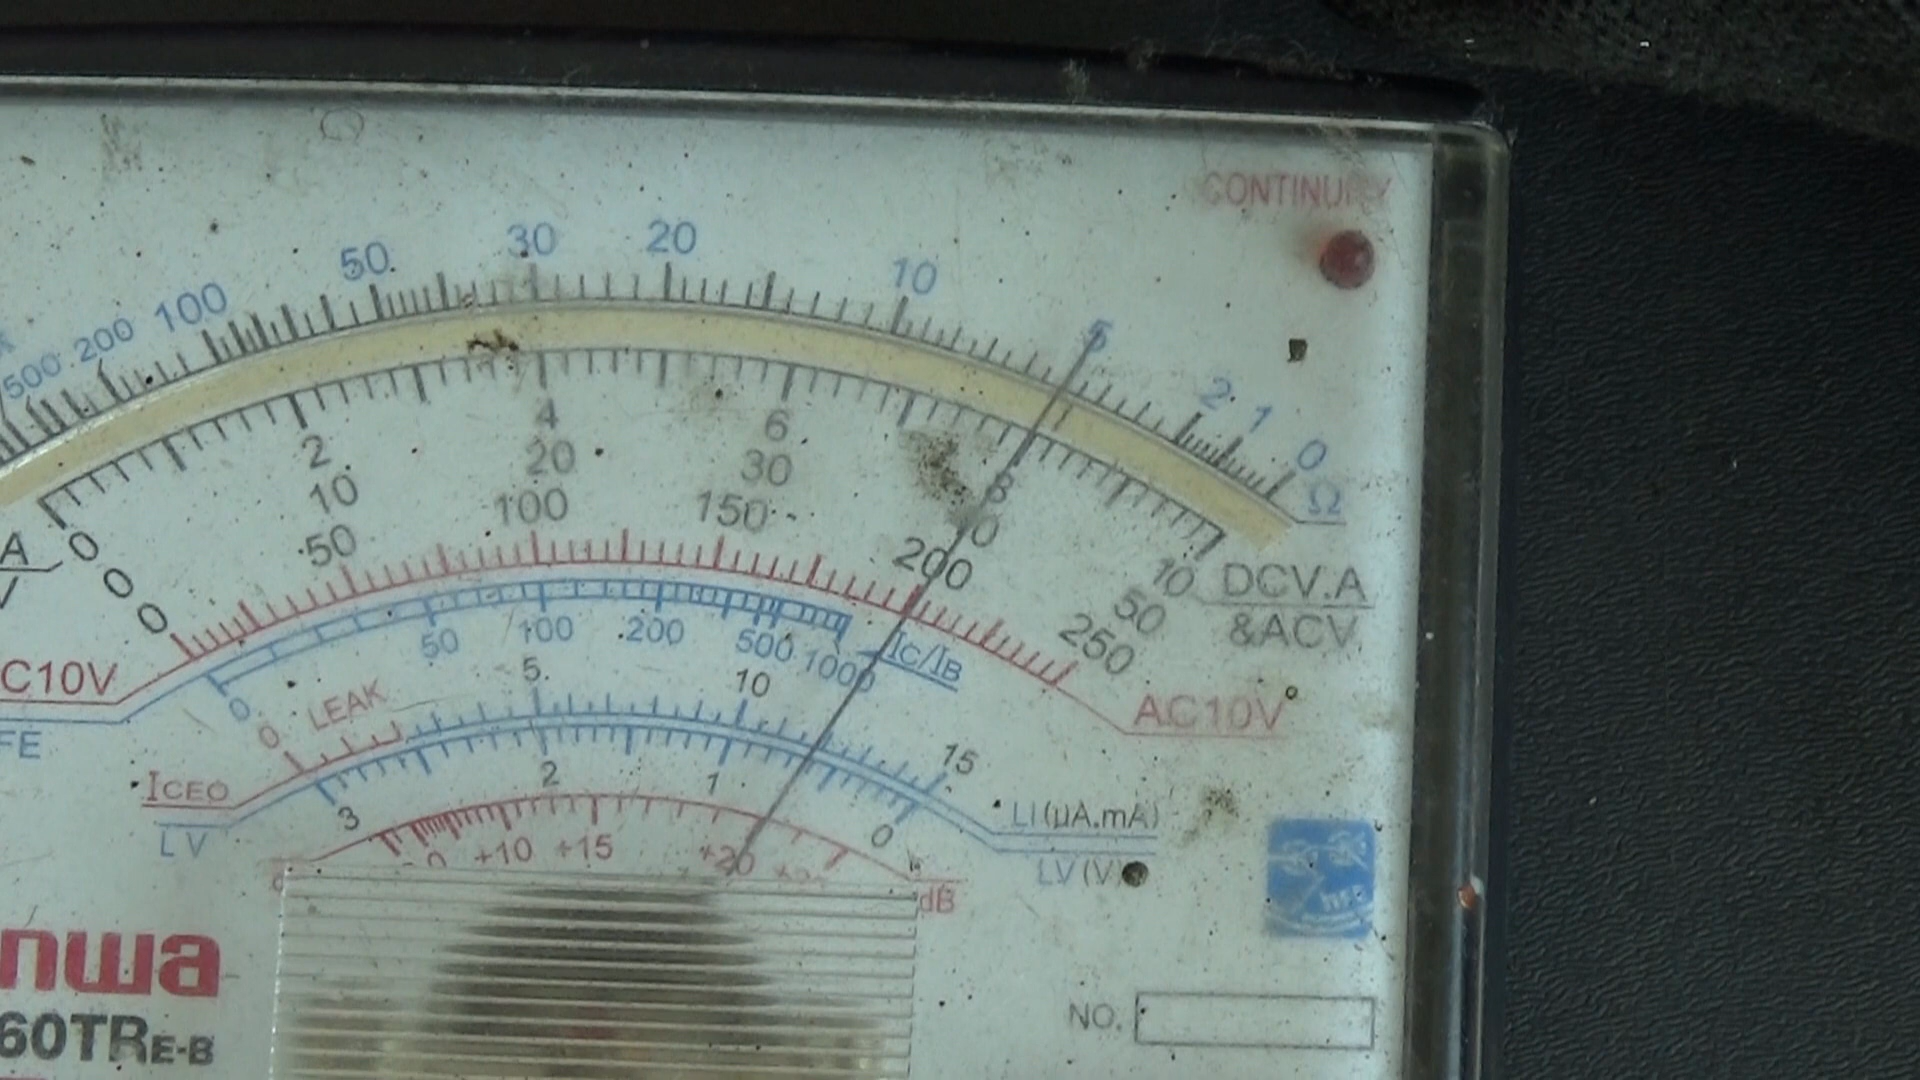 CONTINUITY
500 200 100 50 30 20 10 5 2 1 0
Ω
0 2 4 6 8 10
0 10 20 30 50
0 50 100 150 200 250
DCV.A
&ACV
A
V
C10V
AC10V
FE
0 50 100 200 500 1000
IC/IB
0 LEAK 5 10 15
ICEO
LI(μA.mA)
LV
3 2 1 0
LV(V)
+10 +15 +20
dB
nwa
60TRE-B
NO.